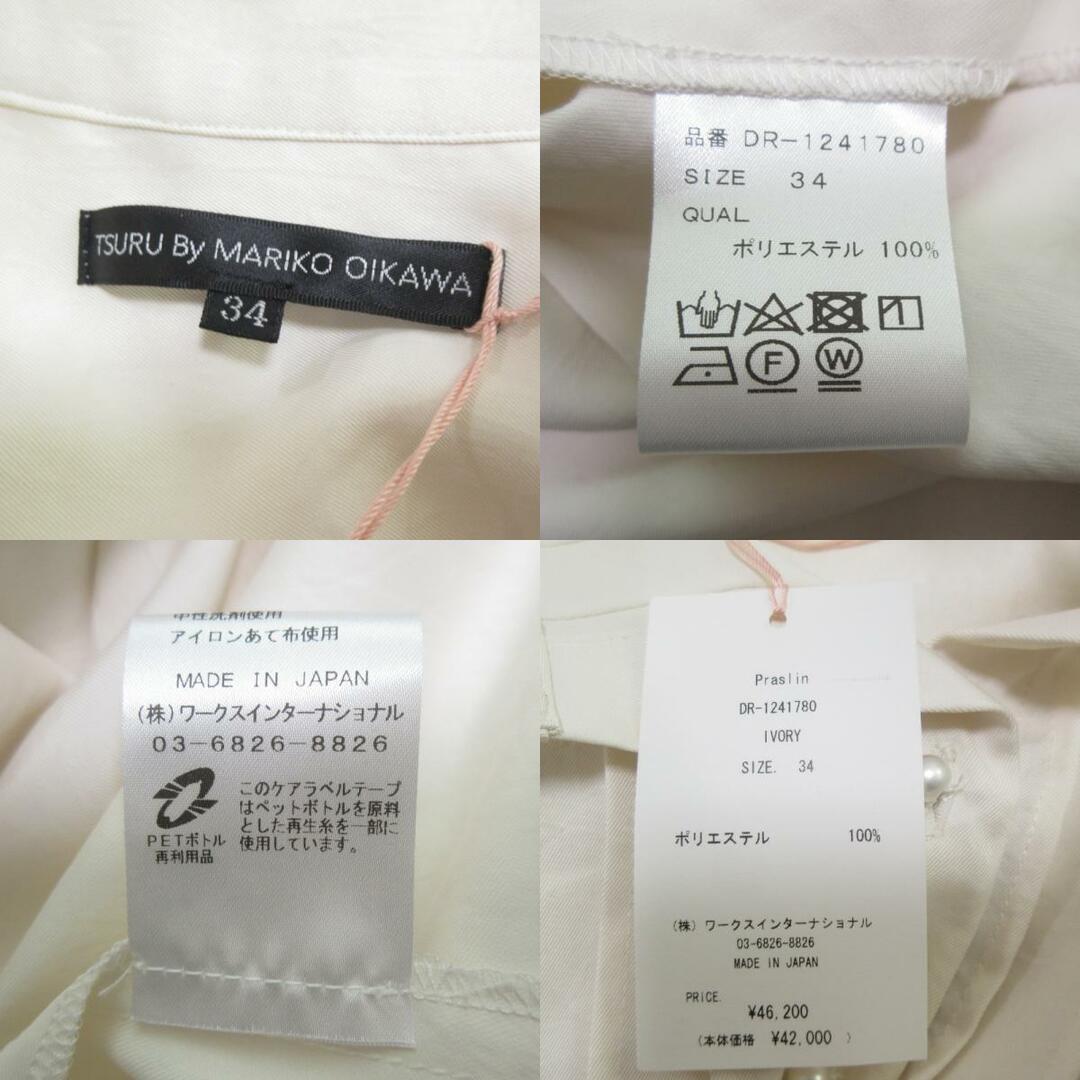 TSURU By MARIKO OIKAWA
34
品番 DR-1241780
SIZE 34
QUAL
ポリエステル 100%
F W
中性洗剤使用
アイロンあて布使用
MADE IN JAPAN
(株)ワークスインターナショナル
03-6826-8826
このケアラベルテープ
はペットボトルを原料
とした再生糸を一部に
使用しています。
PETボトル
再利用品
Praslin
DR-1241780
IVORY
SIZE. 34
ポリエステル 100%
(株)ワークスインターナショナル
03-6826-8826
MADE IN JAPAN
PRICE.
¥46,200
(本体価格 ¥42,000 )